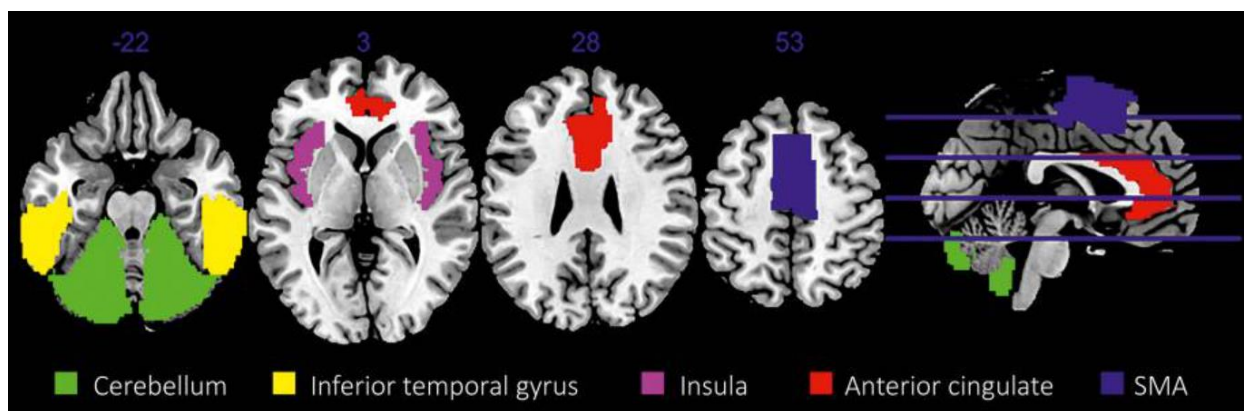 -22 3 28 53
Cerebellum Inferior temporal gyrus Insula Anterior cingulate SMA